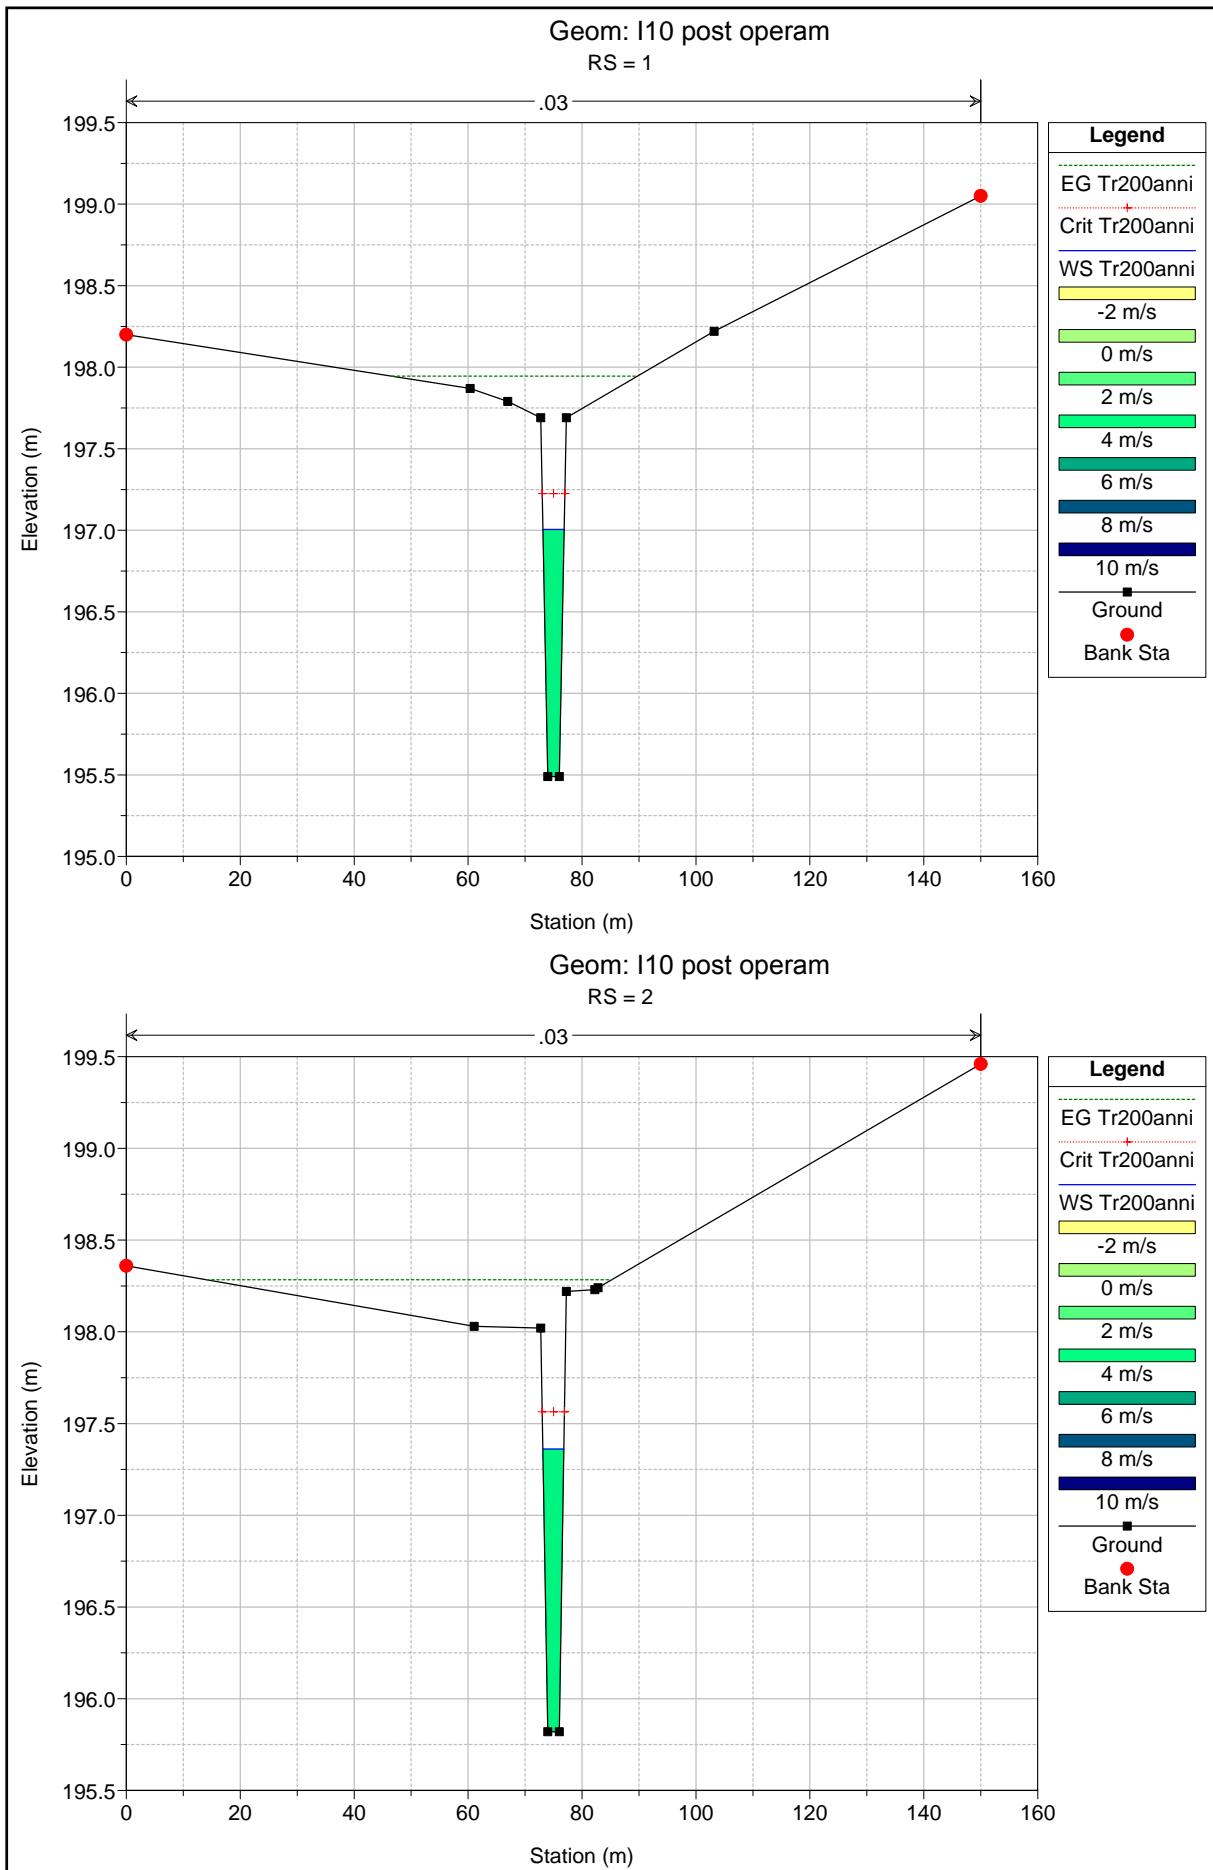 Geom: I10 post operam
RS = 1
.03
199.5
199.0
198.5
198.0
197.5
197.0
196.5
196.0
195.5
195.0
Elevation (m)
0 20 40 60 80 100 120 140 160
Station (m)
Legend
EG Tr200anni
Crit Tr200anni
WS Tr200anni
-2 m/s
0 m/s
2 m/s
4 m/s
6 m/s
8 m/s
10 m/s
Ground
Bank Sta
Geom: I10 post operam
RS = 2
.03
199.5
199.0
198.5
198.0
197.5
197.0
196.5
196.0
195.5
Elevation (m)
0 20 40 60 80 100 120 140 160
Station (m)
Legend
EG Tr200anni
Crit Tr200anni
WS Tr200anni
-2 m/s
0 m/s
2 m/s
4 m/s
6 m/s
8 m/s
10 m/s
Ground
Bank Sta